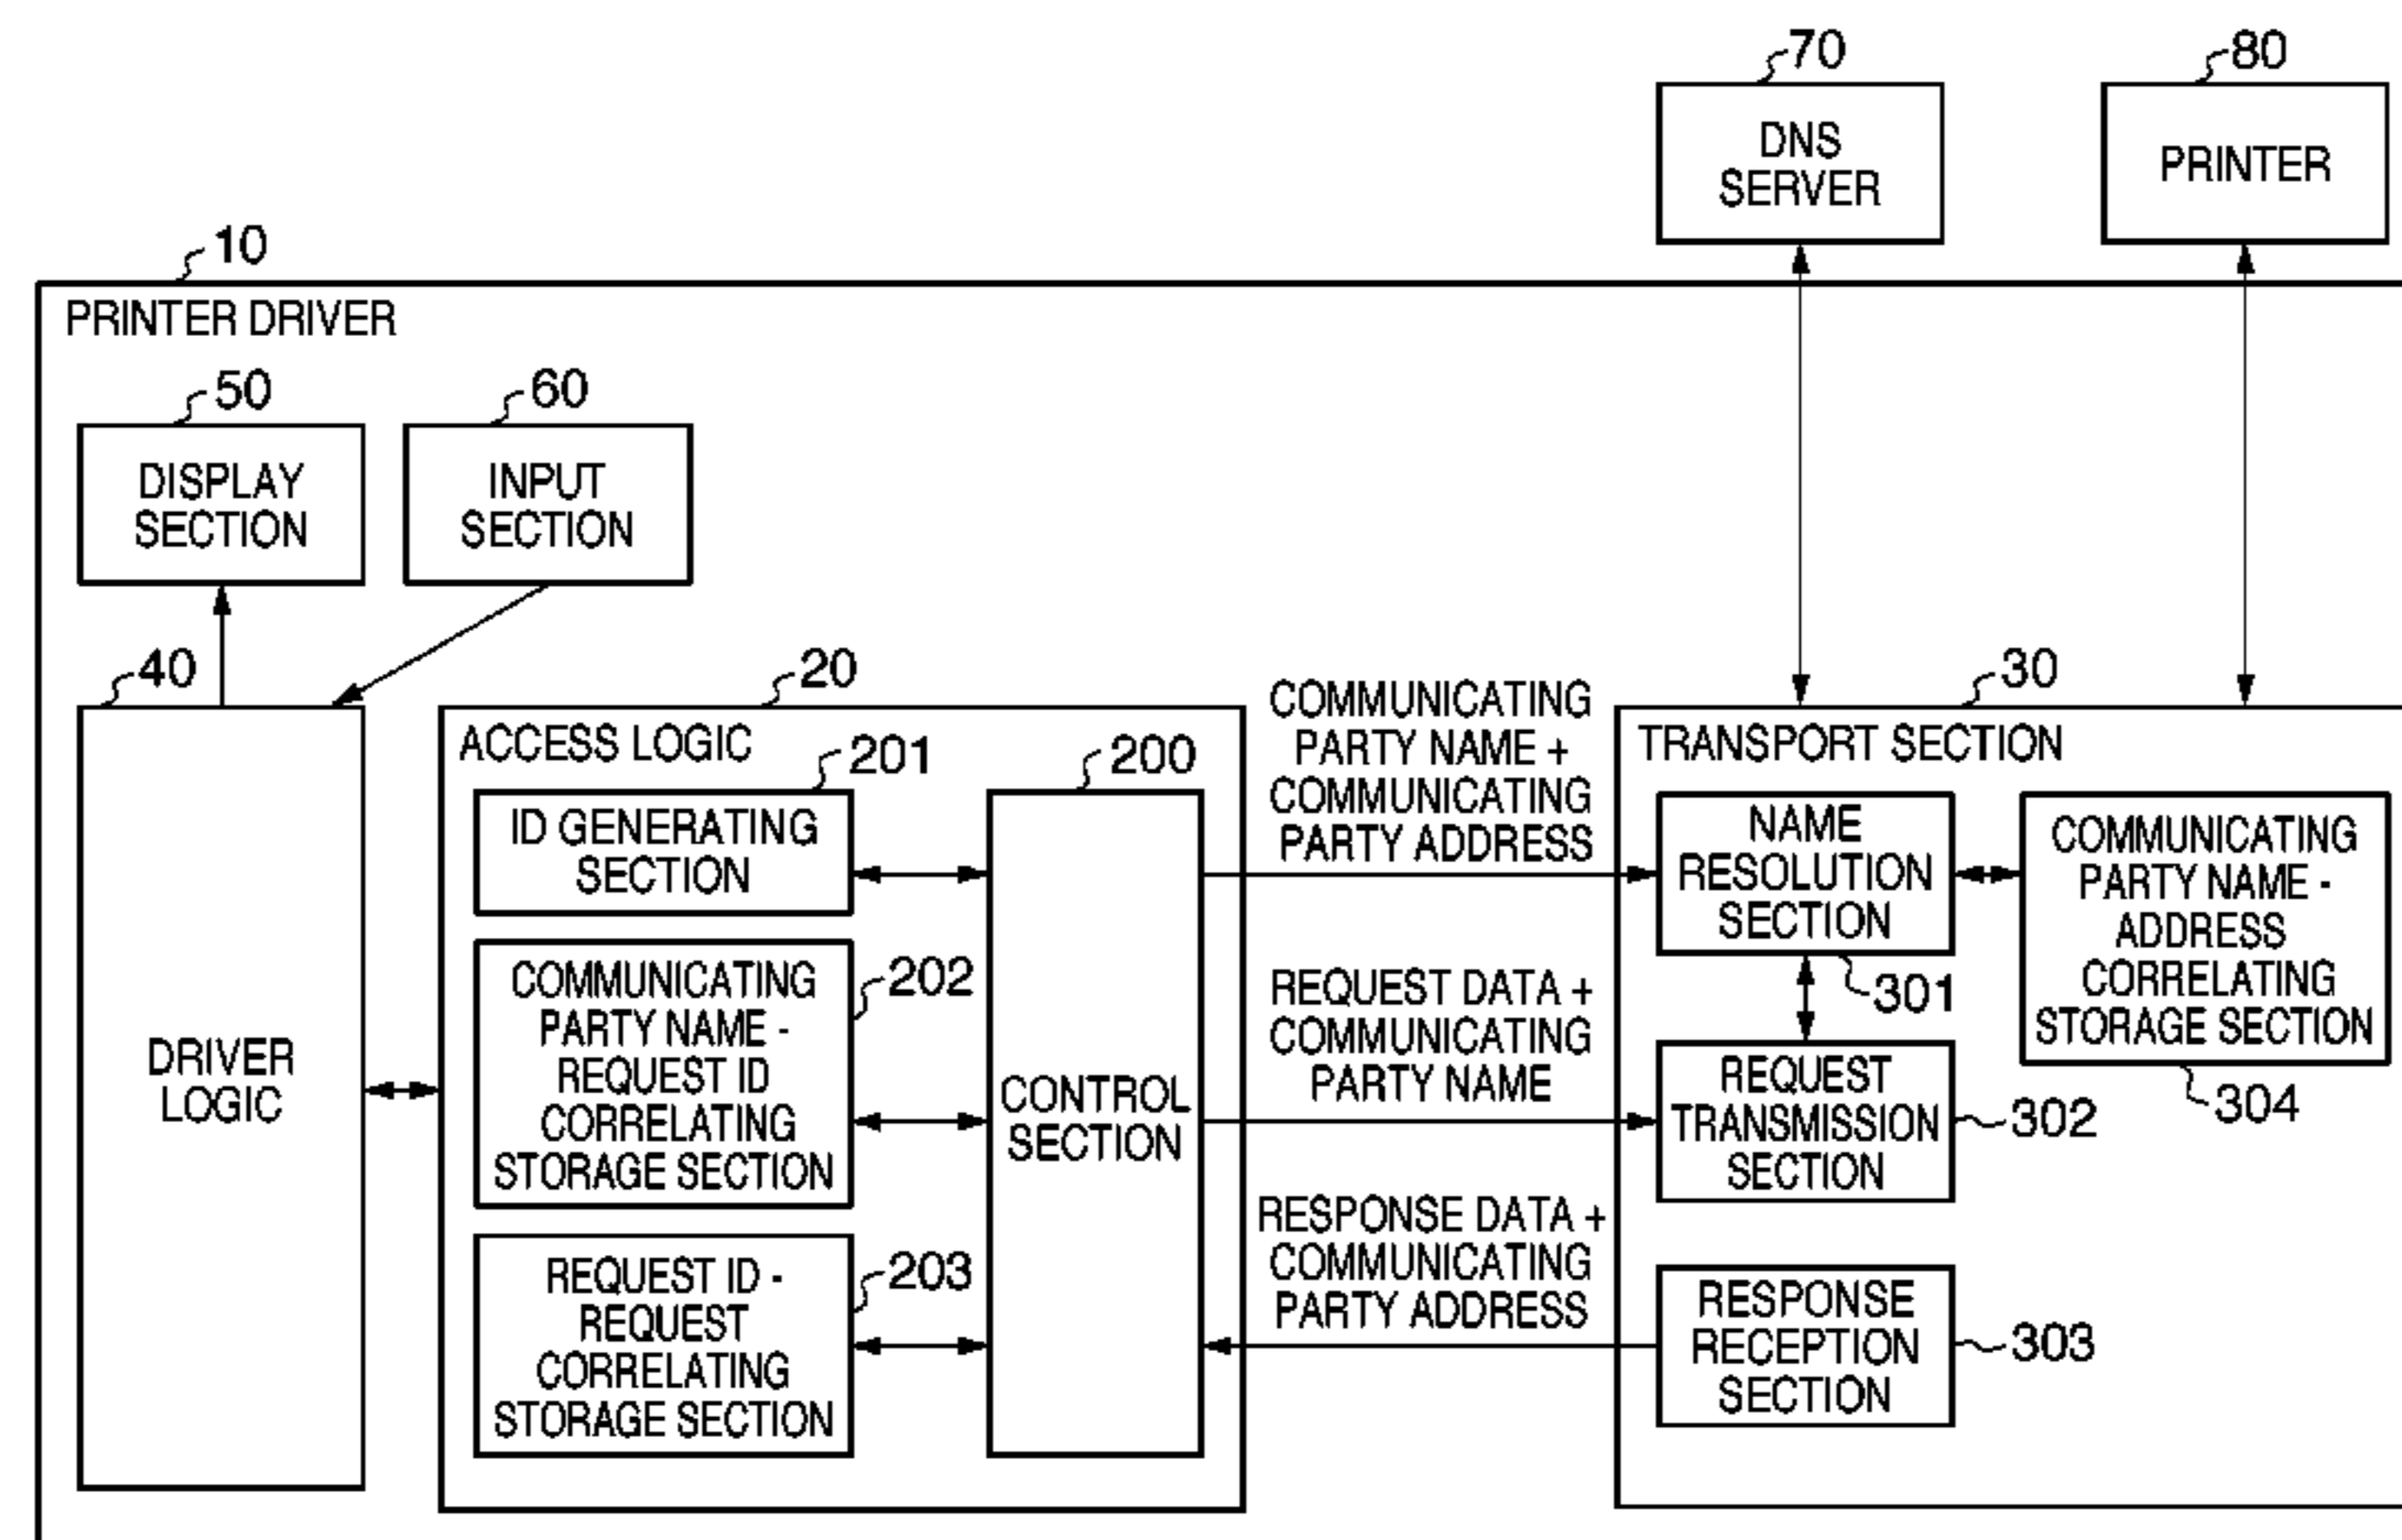 70
80
DNS
SERVER
PRINTER
10
PRINTER DRIVER
50
60
DISPLAY
SECTION
INPUT
SECTION
40
DRIVER
LOGIC
20
ACCESS LOGIC
201
ID GENERATING
SECTION
202
COMMUNICATING
PARTY NAME -
REQUEST ID
CORRELATING
STORAGE SECTION
203
REQUEST ID -
REQUEST
CORRELATING
STORAGE SECTION
200
CONTROL
SECTION
COMMUNICATING
PARTY NAME +
COMMUNICATING
PARTY ADDRESS
REQUEST DATA +
COMMUNICATING
PARTY NAME
RESPONSE DATA +
COMMUNICATING
PARTY ADDRESS
30
TRANSPORT SECTION
NAME
RESOLUTION
SECTION
301
COMMUNICATING
PARTY NAME -
ADDRESS
CORRELATING
STORAGE SECTION
304
REQUEST
TRANSMISSION
SECTION
302
RESPONSE
RECEPTION
SECTION
303